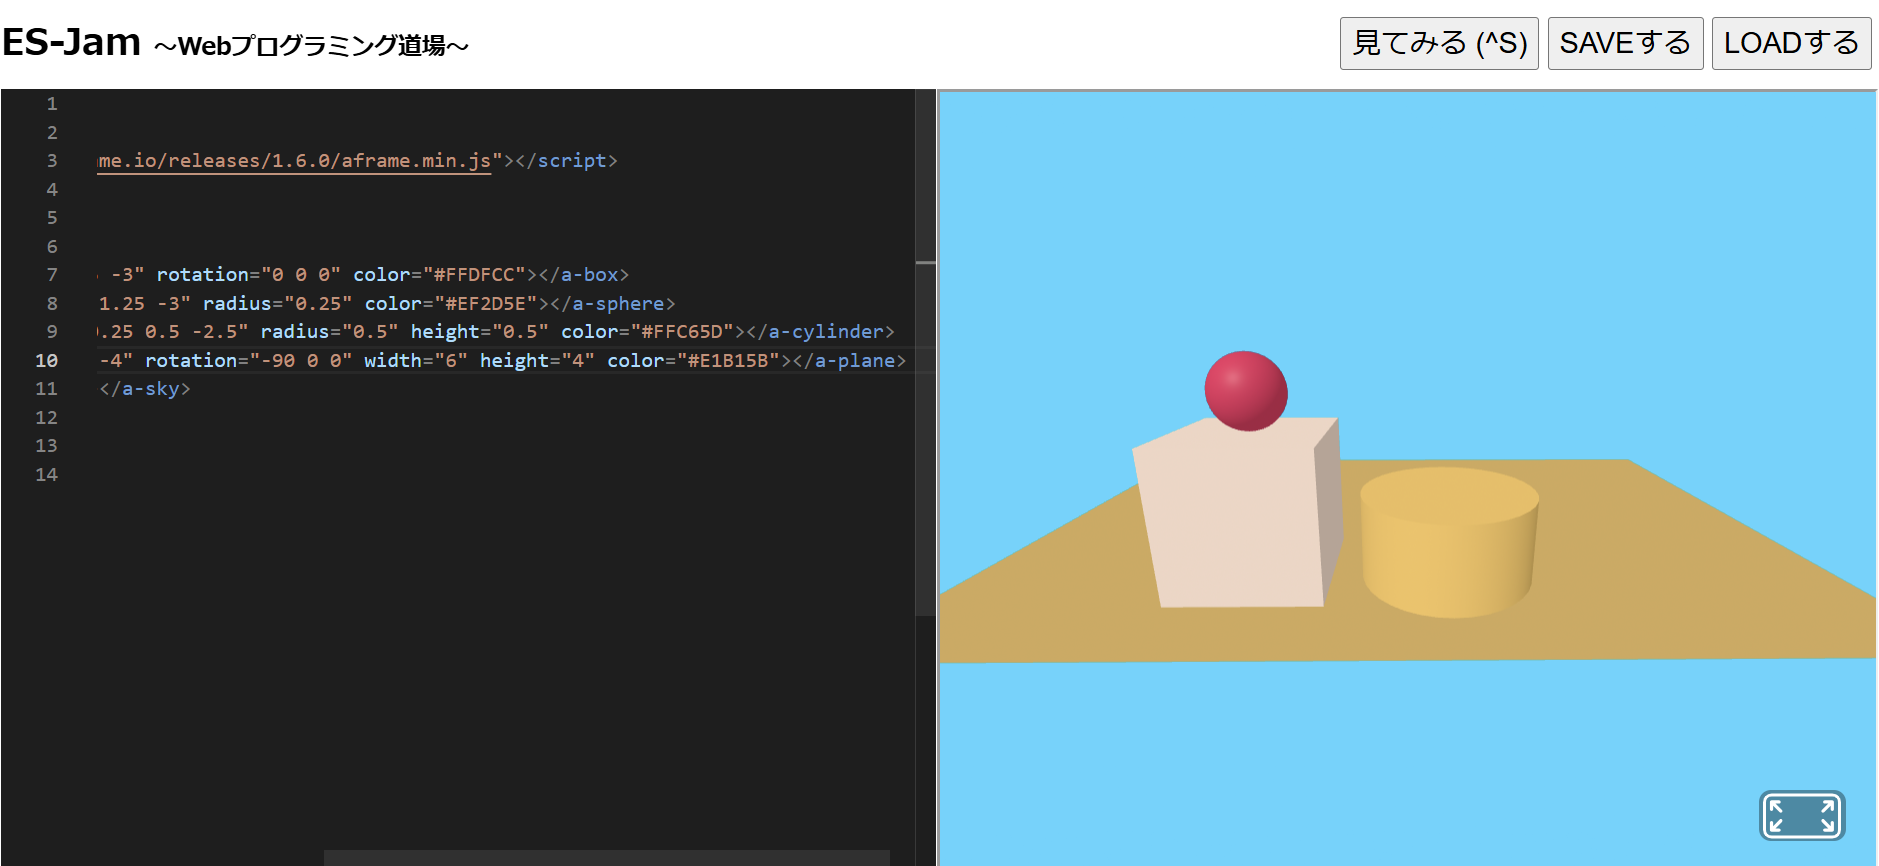 ES-Jam ～Webプログラミング道場～
見てみる (^S) SAVEする LOADする
1
2
3 me.io/releases/1.6.0/aframe.min.js"></script>
4
5
6
7 -3" rotation="0 0 0" color="#FFDFCC"></a-box>
8 1.25 -3" radius="0.25" color="#EF2D5E"></a-sphere>
9 .25 0.5 -2.5" radius="0.5" height="0.5" color="#FFC65D"></a-cylinder>
10 -4" rotation="-90 0 0" width="6" height="4" color="#E1B15B"></a-plane>
11 </a-sky>
12
13
14